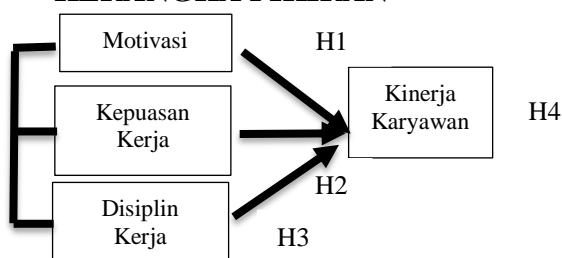 Motivasi
H1
Kepuasan
Kerja
Kinerja
Karyawan
H4
H2
Disiplin
Kerja
H3